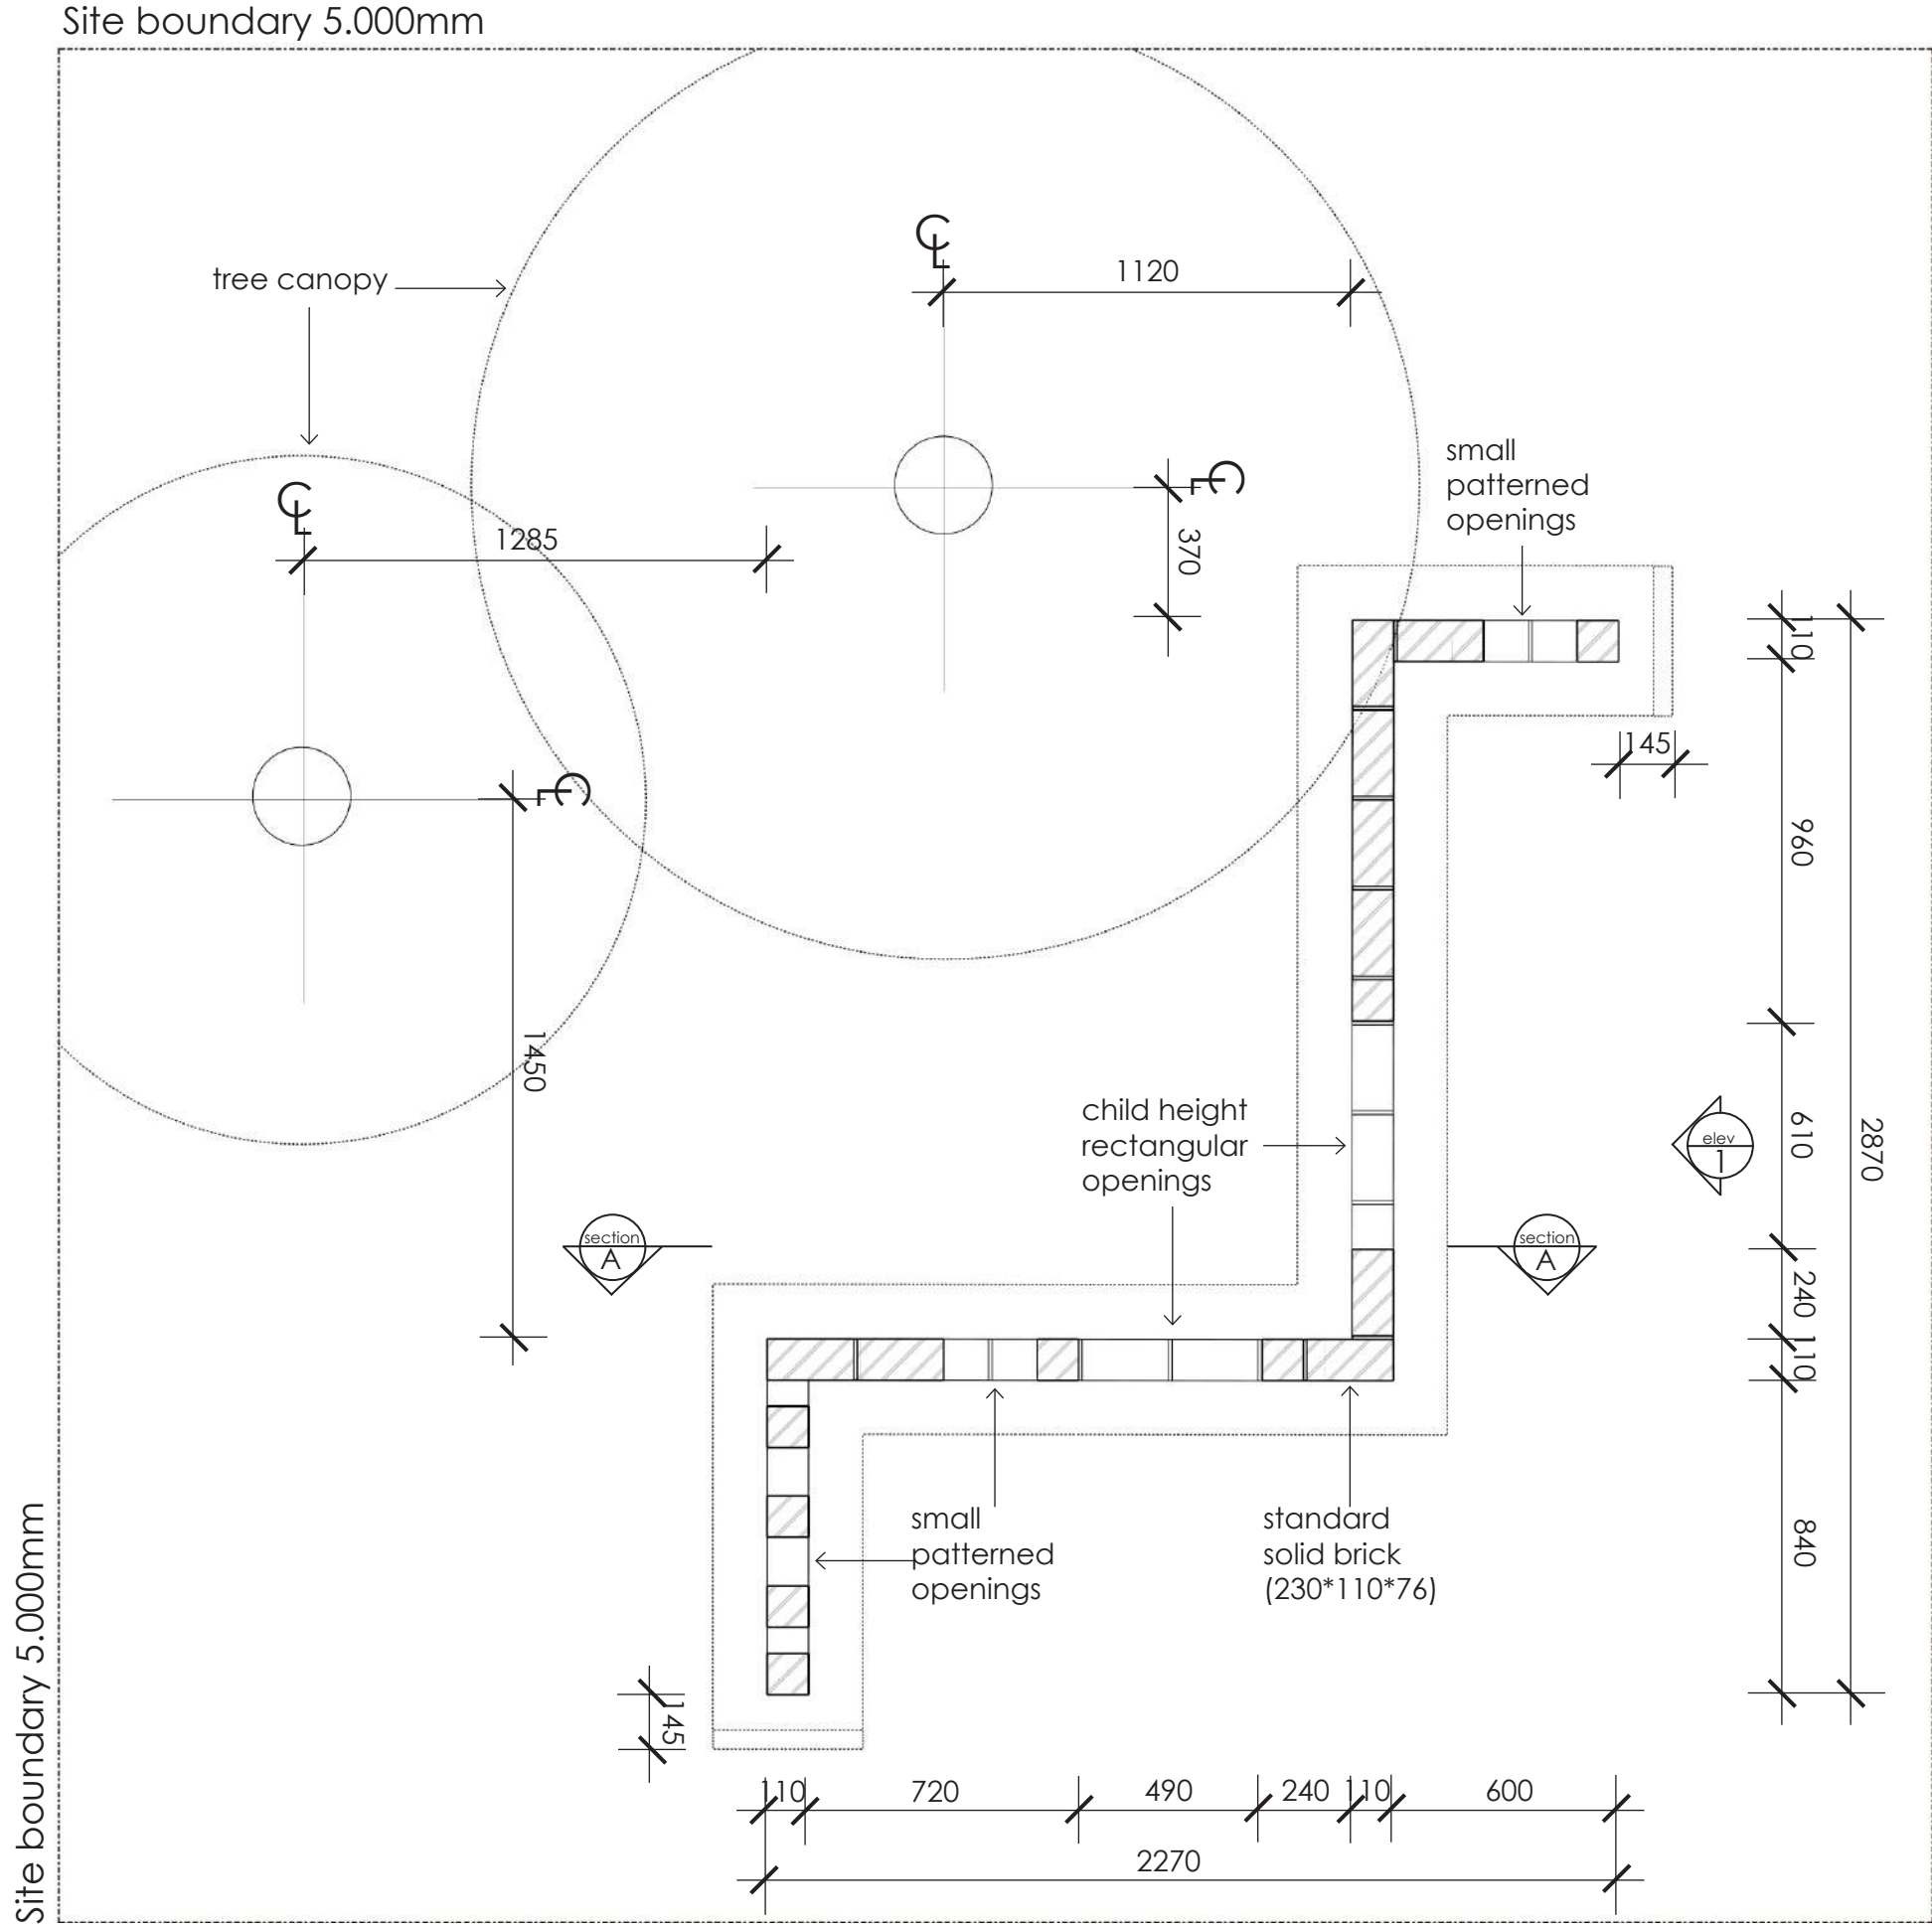 Site boundary 5.000mm
℄
1120
tree canopy
small
patterned
openings
℄
℄
1285
370
110
145
℄
960
1450
child height
rectangular
openings
elev
1
610
2870
section
A
section
A
240
110
small
patterned
openings
standard
solid brick
(230*110*76)
840
Site boundary 5.000mm
145
110
720
490
240
110
600
2270